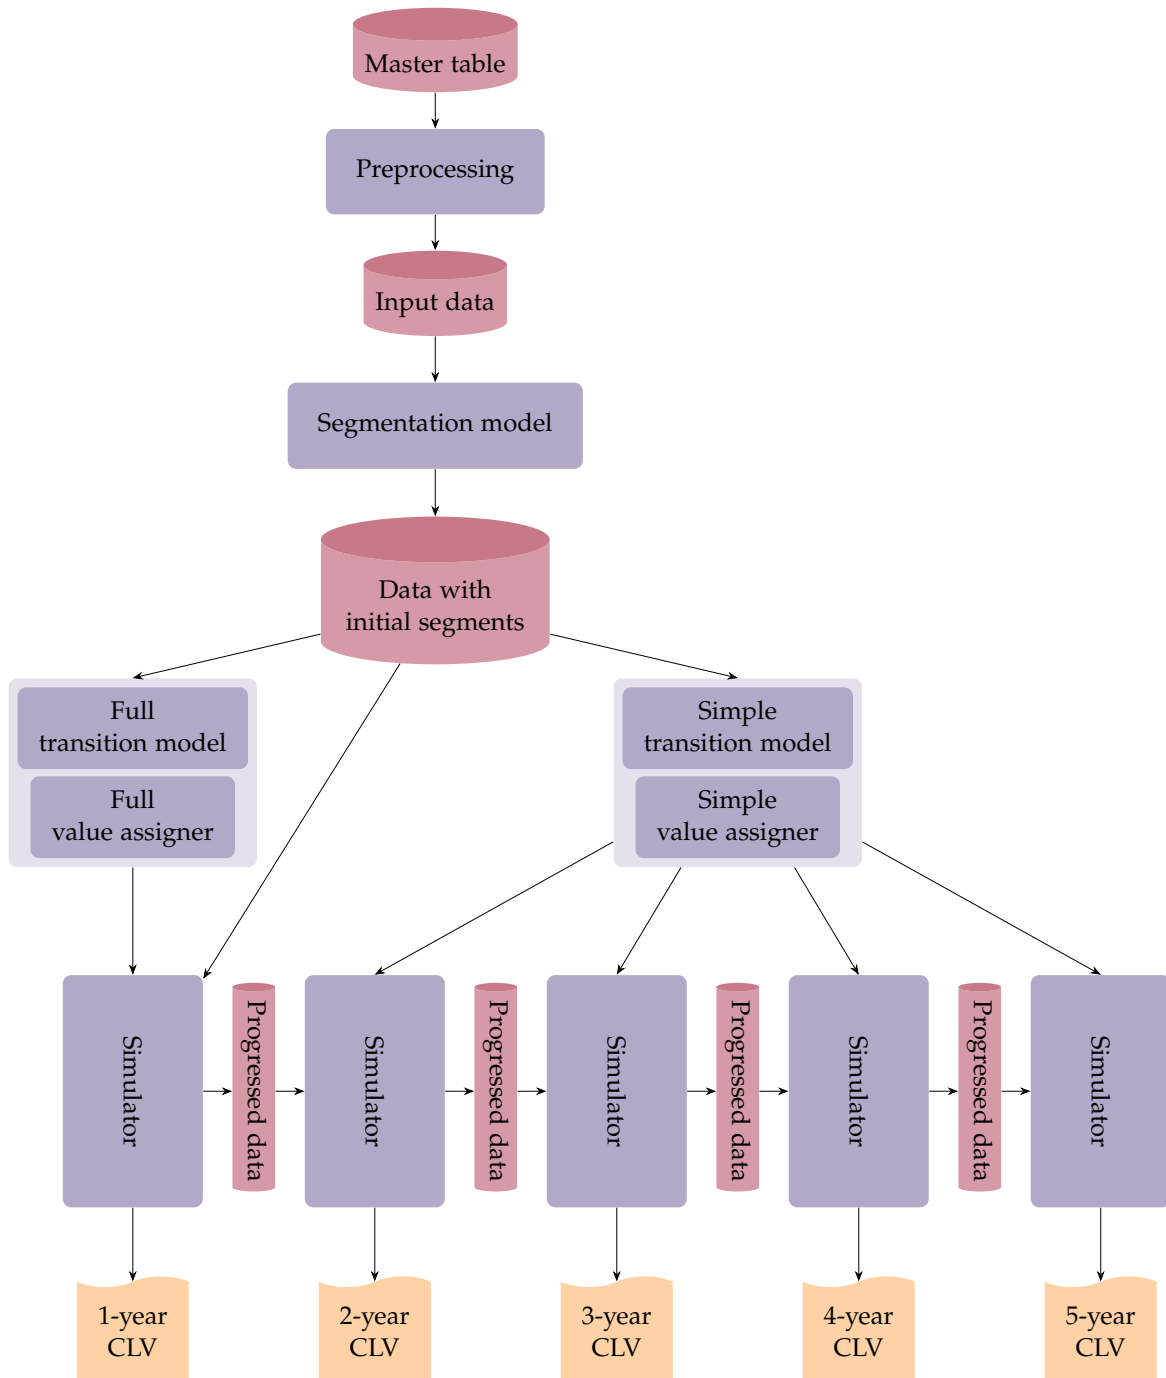 Master table
Preprocessing
Input data
Segmentation model
Data with
initial segments
Full
transition model
Full
value assigner
Simple
transition model
Simple
value assigner
Simulator
Progressed data
Simulator
Progressed data
Simulator
Progressed data
Simulator
Progressed data
Simulator
1-year
CLV
2-year
CLV
3-year
CLV
4-year
CLV
5-year
CLV